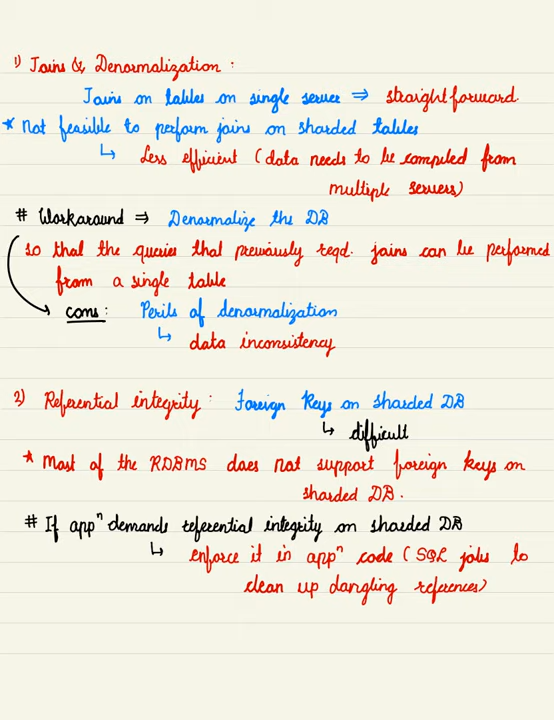 1) Joins & Denormalization :
Joins on tables on single server ⇒ straightforward.
* Not feasible to perform joins on sharded tables
↳ Less efficient (data needs to be compiled from
multiple servers)
# Workaround ⇒ Denormalize the DB
so that the queries that previously reqd. joins can be performed
from a single table
cons: Perils of denormalization
↳ data inconsistency
2) Referential integrity : Foreign keys on sharded DB
↳ difficult
* Most of the RDBMS does not support foreign keys on
sharded DB.
# If appⁿ demands referential integrity on sharded DB
↳ enforce it in appⁿ code (SQL jobs to
clean up dangling references)